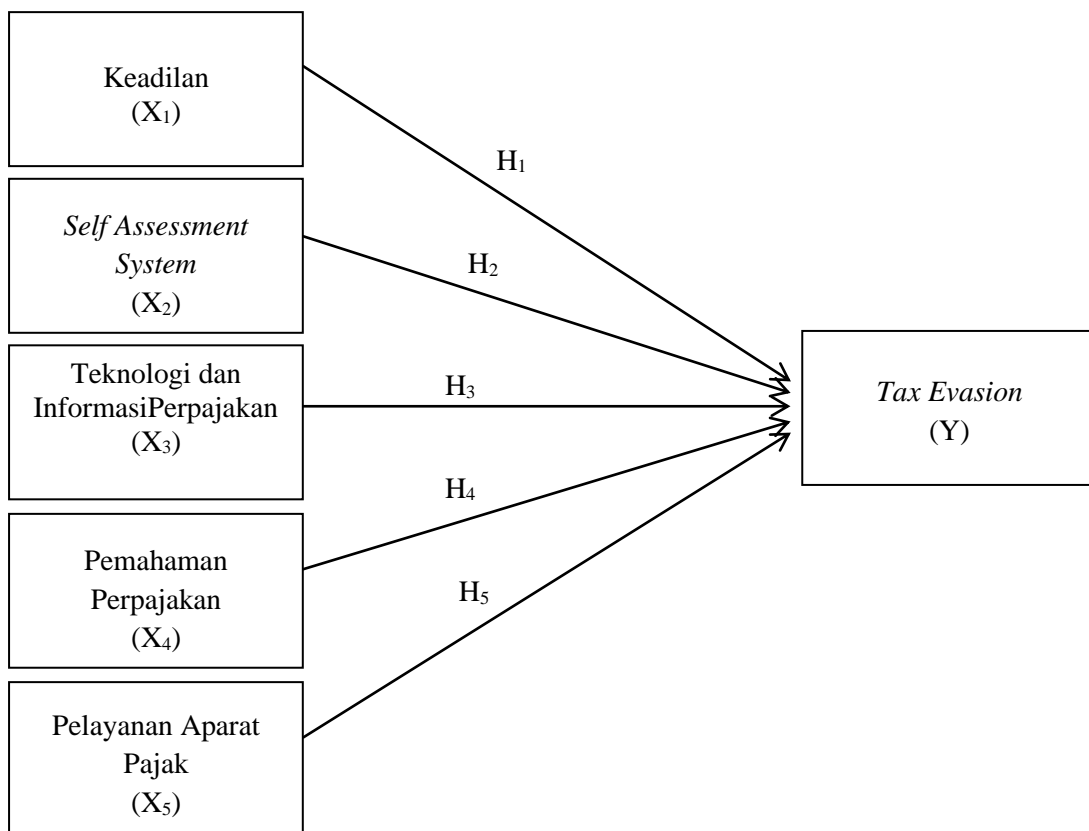 Keadilan
(X₁)
H₁
Self Assessment
System
(X₂)
H₂
Teknologi dan
InformasiPerpajakan
(X₃)
H₃
Tax Evasion
(Y)
Pemahaman
Perpajakan
(X₄)
H₄
Pelayanan Aparat
Pajak
(X₅)
H₅